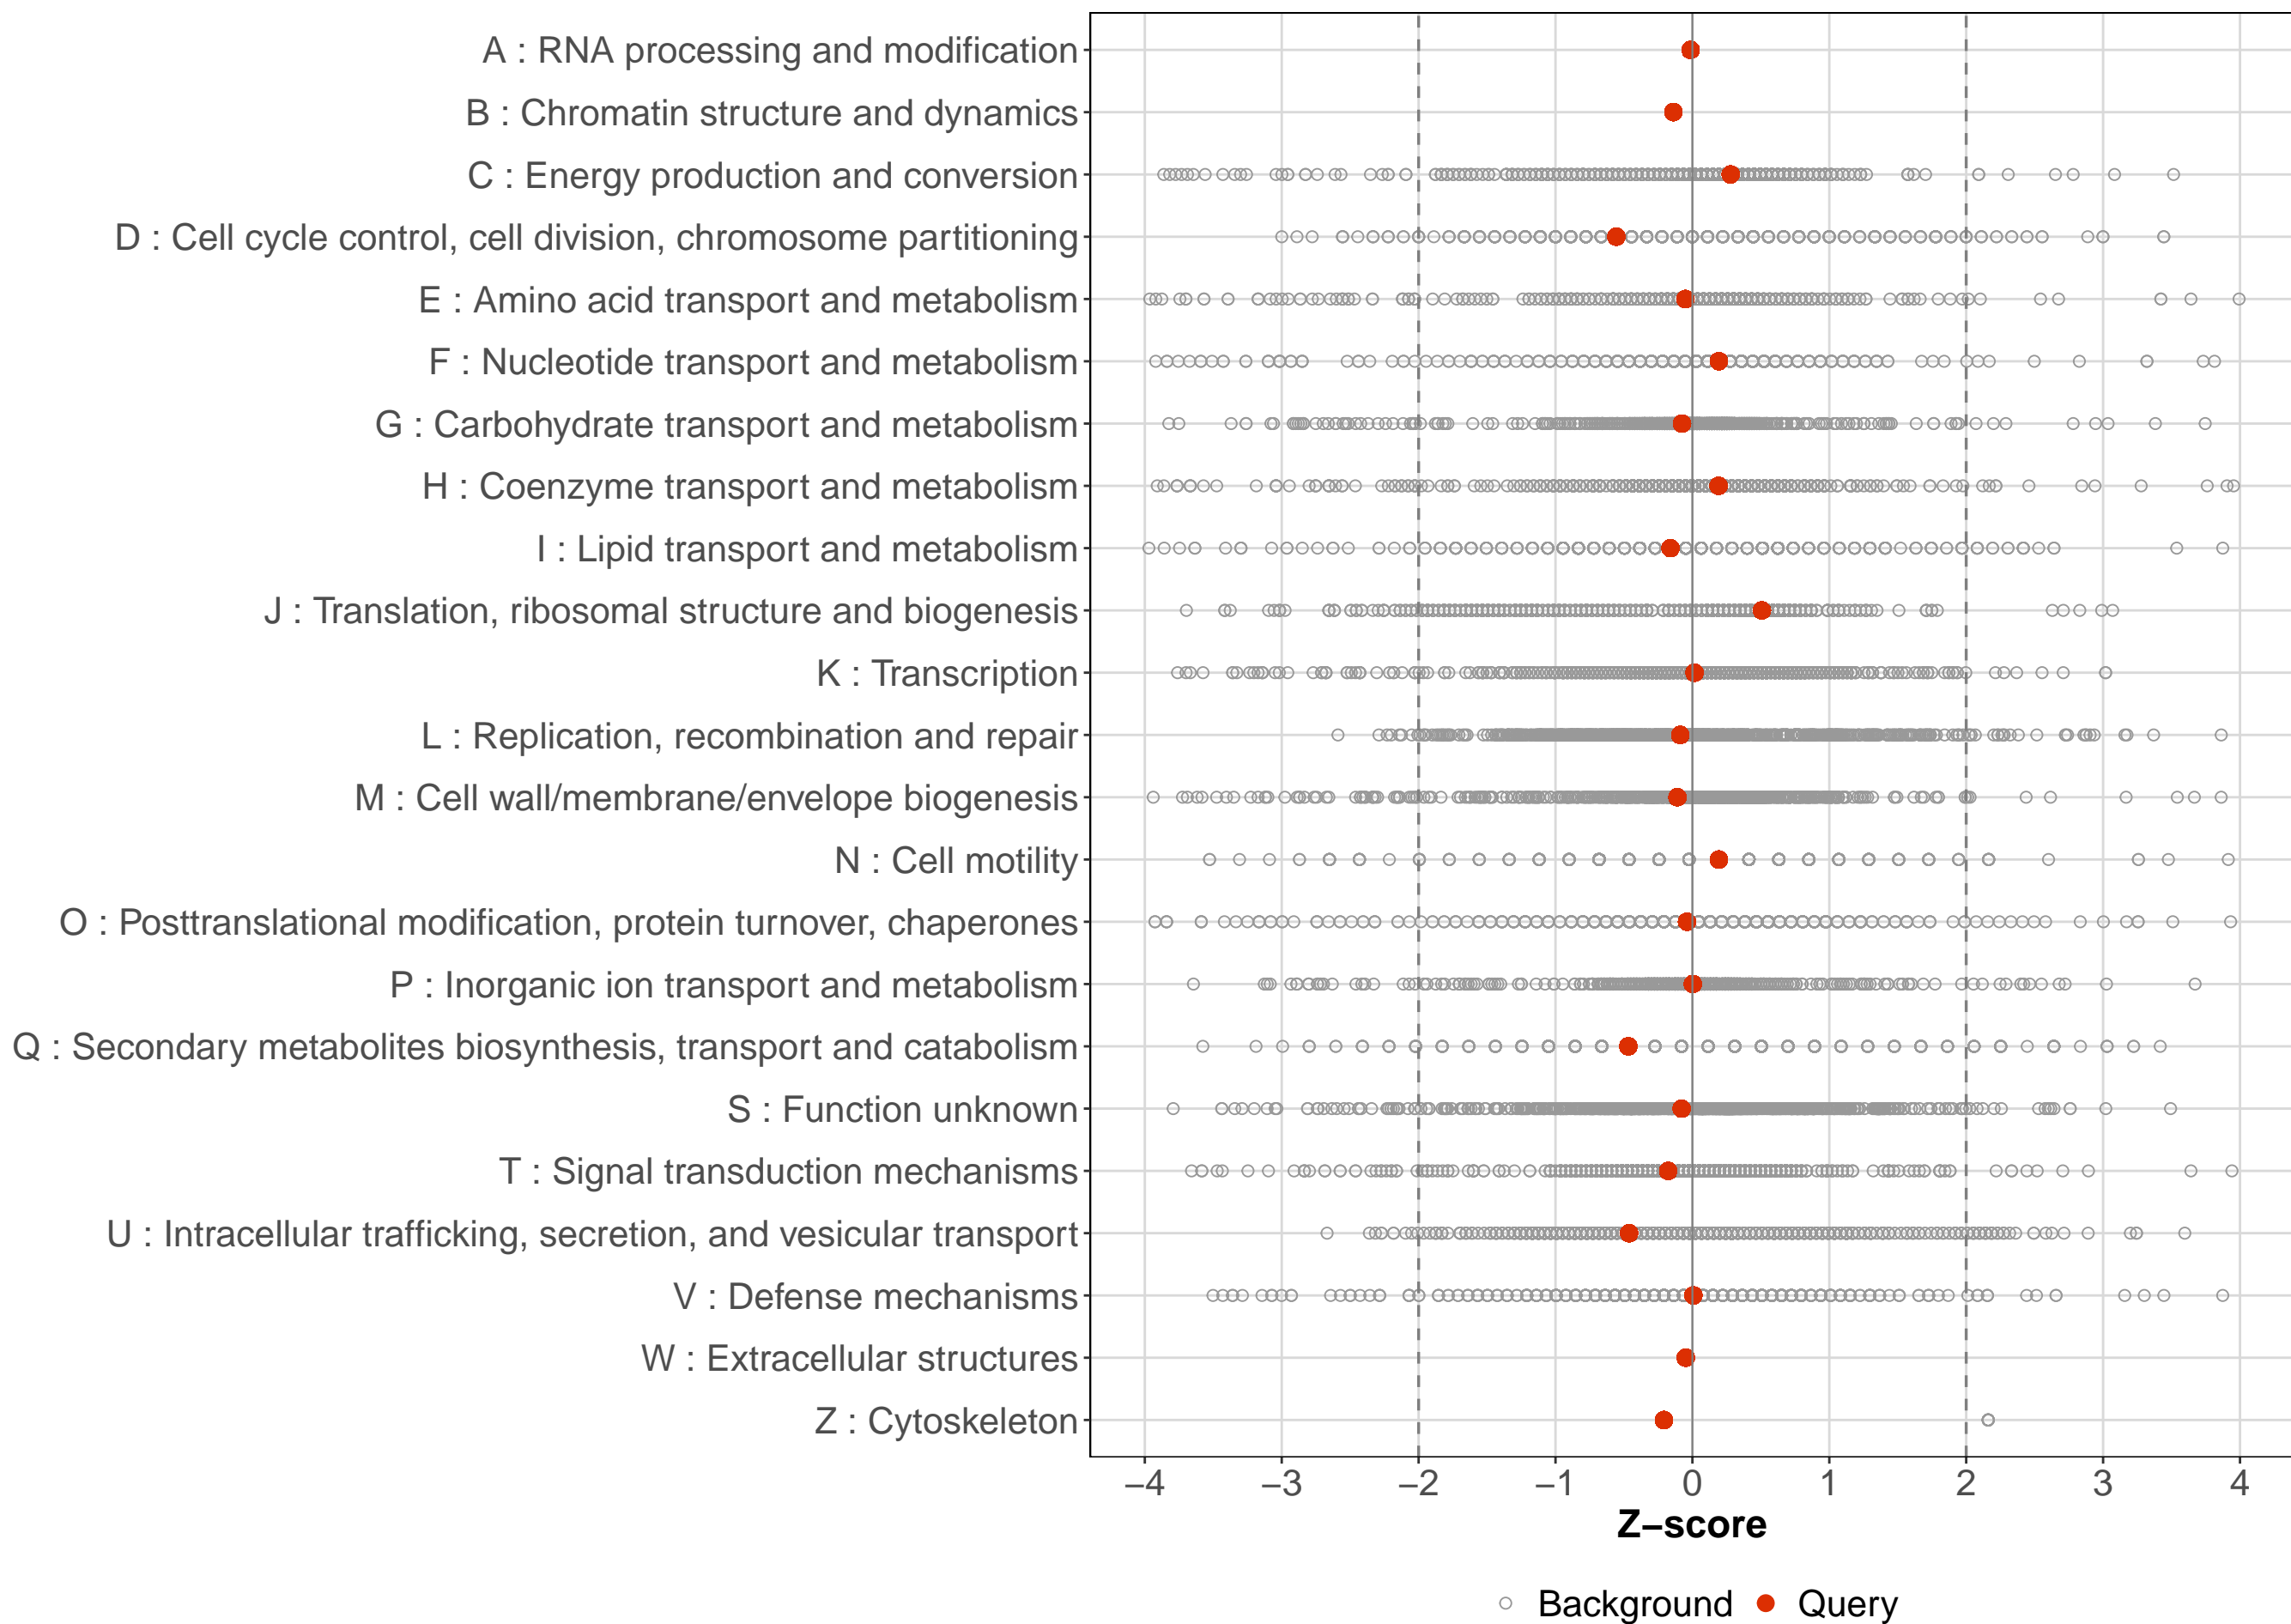 A : RNA processing and modification
B : Chromatin structure and dynamics
C : Energy production and conversion
D : Cell cycle control, cell division, chromosome partitioning
E : Amino acid transport and metabolism
F : Nucleotide transport and metabolism
G : Carbohydrate transport and metabolism
H : Coenzyme transport and metabolism
I : Lipid transport and metabolism
J : Translation, ribosomal structure and biogenesis
K : Transcription
L : Replication, recombination and repair
M : Cell wall/membrane/envelope biogenesis
N : Cell motility
O : Posttranslational modification, protein turnover, chaperones
P : Inorganic ion transport and metabolism
Q : Secondary metabolites biosynthesis, transport and catabolism
S : Function unknown
T : Signal transduction mechanisms
U : Intracellular trafficking, secretion, and vesicular transport
V : Defense mechanisms
W : Extracellular structures
Z : Cytoskeleton
−4 −3 −2 −1 0 1 2 3 4
Z−score
Background Query